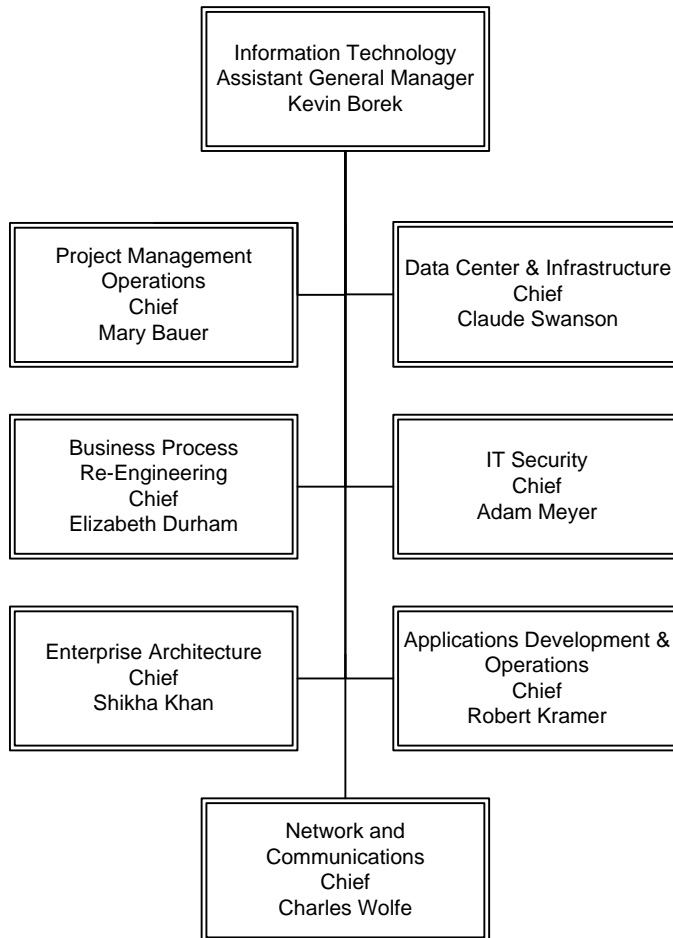 Information Technology
Assistant General Manager
Kevin Borek
Project Management
Operations
Chief
Mary Bauer
Data Center & Infrastructure
Chief
Claude Swanson
Business Process
Re-Engineering
Chief
Elizabeth Durham
IT Security
Chief
Adam Meyer
Enterprise Architecture
Chief
Shikha Khan
Applications Development &
Operations
Chief
Robert Kramer
Network and
Communications
Chief
Charles Wolfe